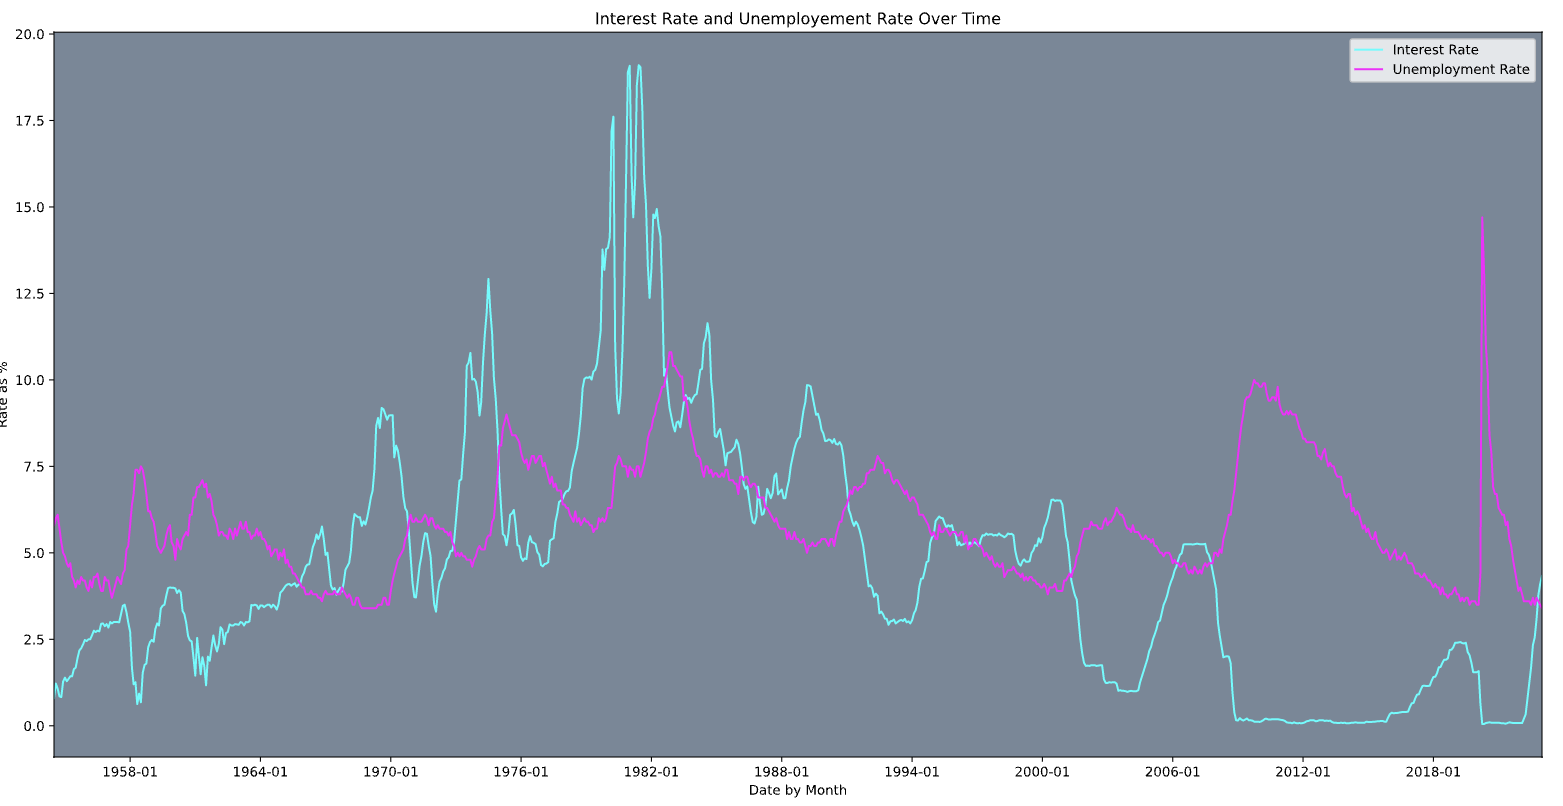 Interest Rate and Unemployement Rate Over Time
Interest Rate
Unemployment Rate
20.0
17.5
15.0
12.5
10.0
7.5
5.0
2.5
0.0
Rate as %
1958-01 1964-01 1970-01 1976-01 1982-01 1988-01 1994-01 2000-01 2006-01 2012-01 2018-01
Date by Month